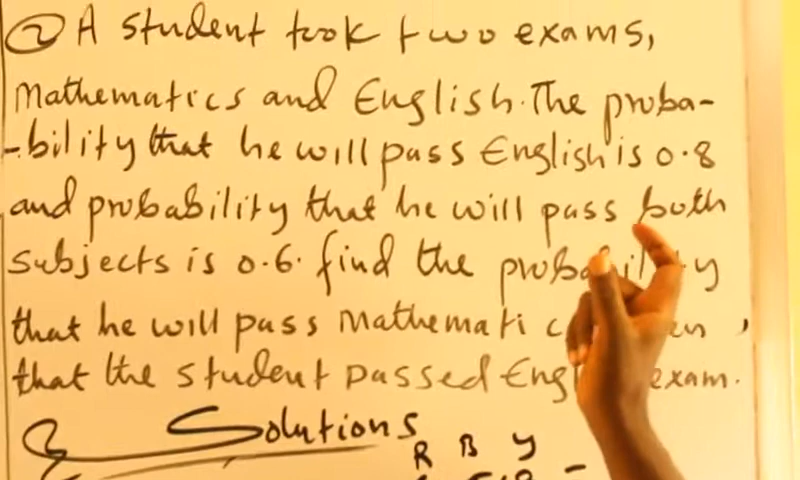 ② A student took two exams,
Mathematics and English. The proba-
-bility that he will pass English is 0.8
and probability that he will pass both
subjects is 0.6. find the probability
that he will pass Mathemati
that the student passed Eng exam.
Solutions
R B y